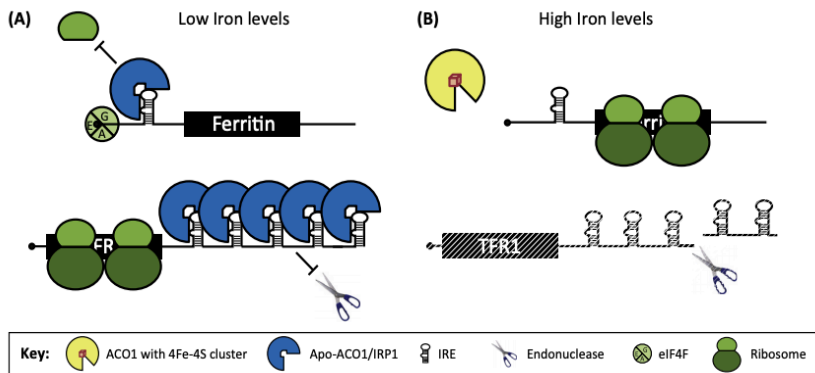 (A) Low Iron levels
(B) High Iron levels
E G A
Ferritin
rri
FR
TFR1
Key: ACO1 with 4Fe-4S cluster Apo-ACO1/IRP1 IRE Endonuclease eIF4F Ribosome